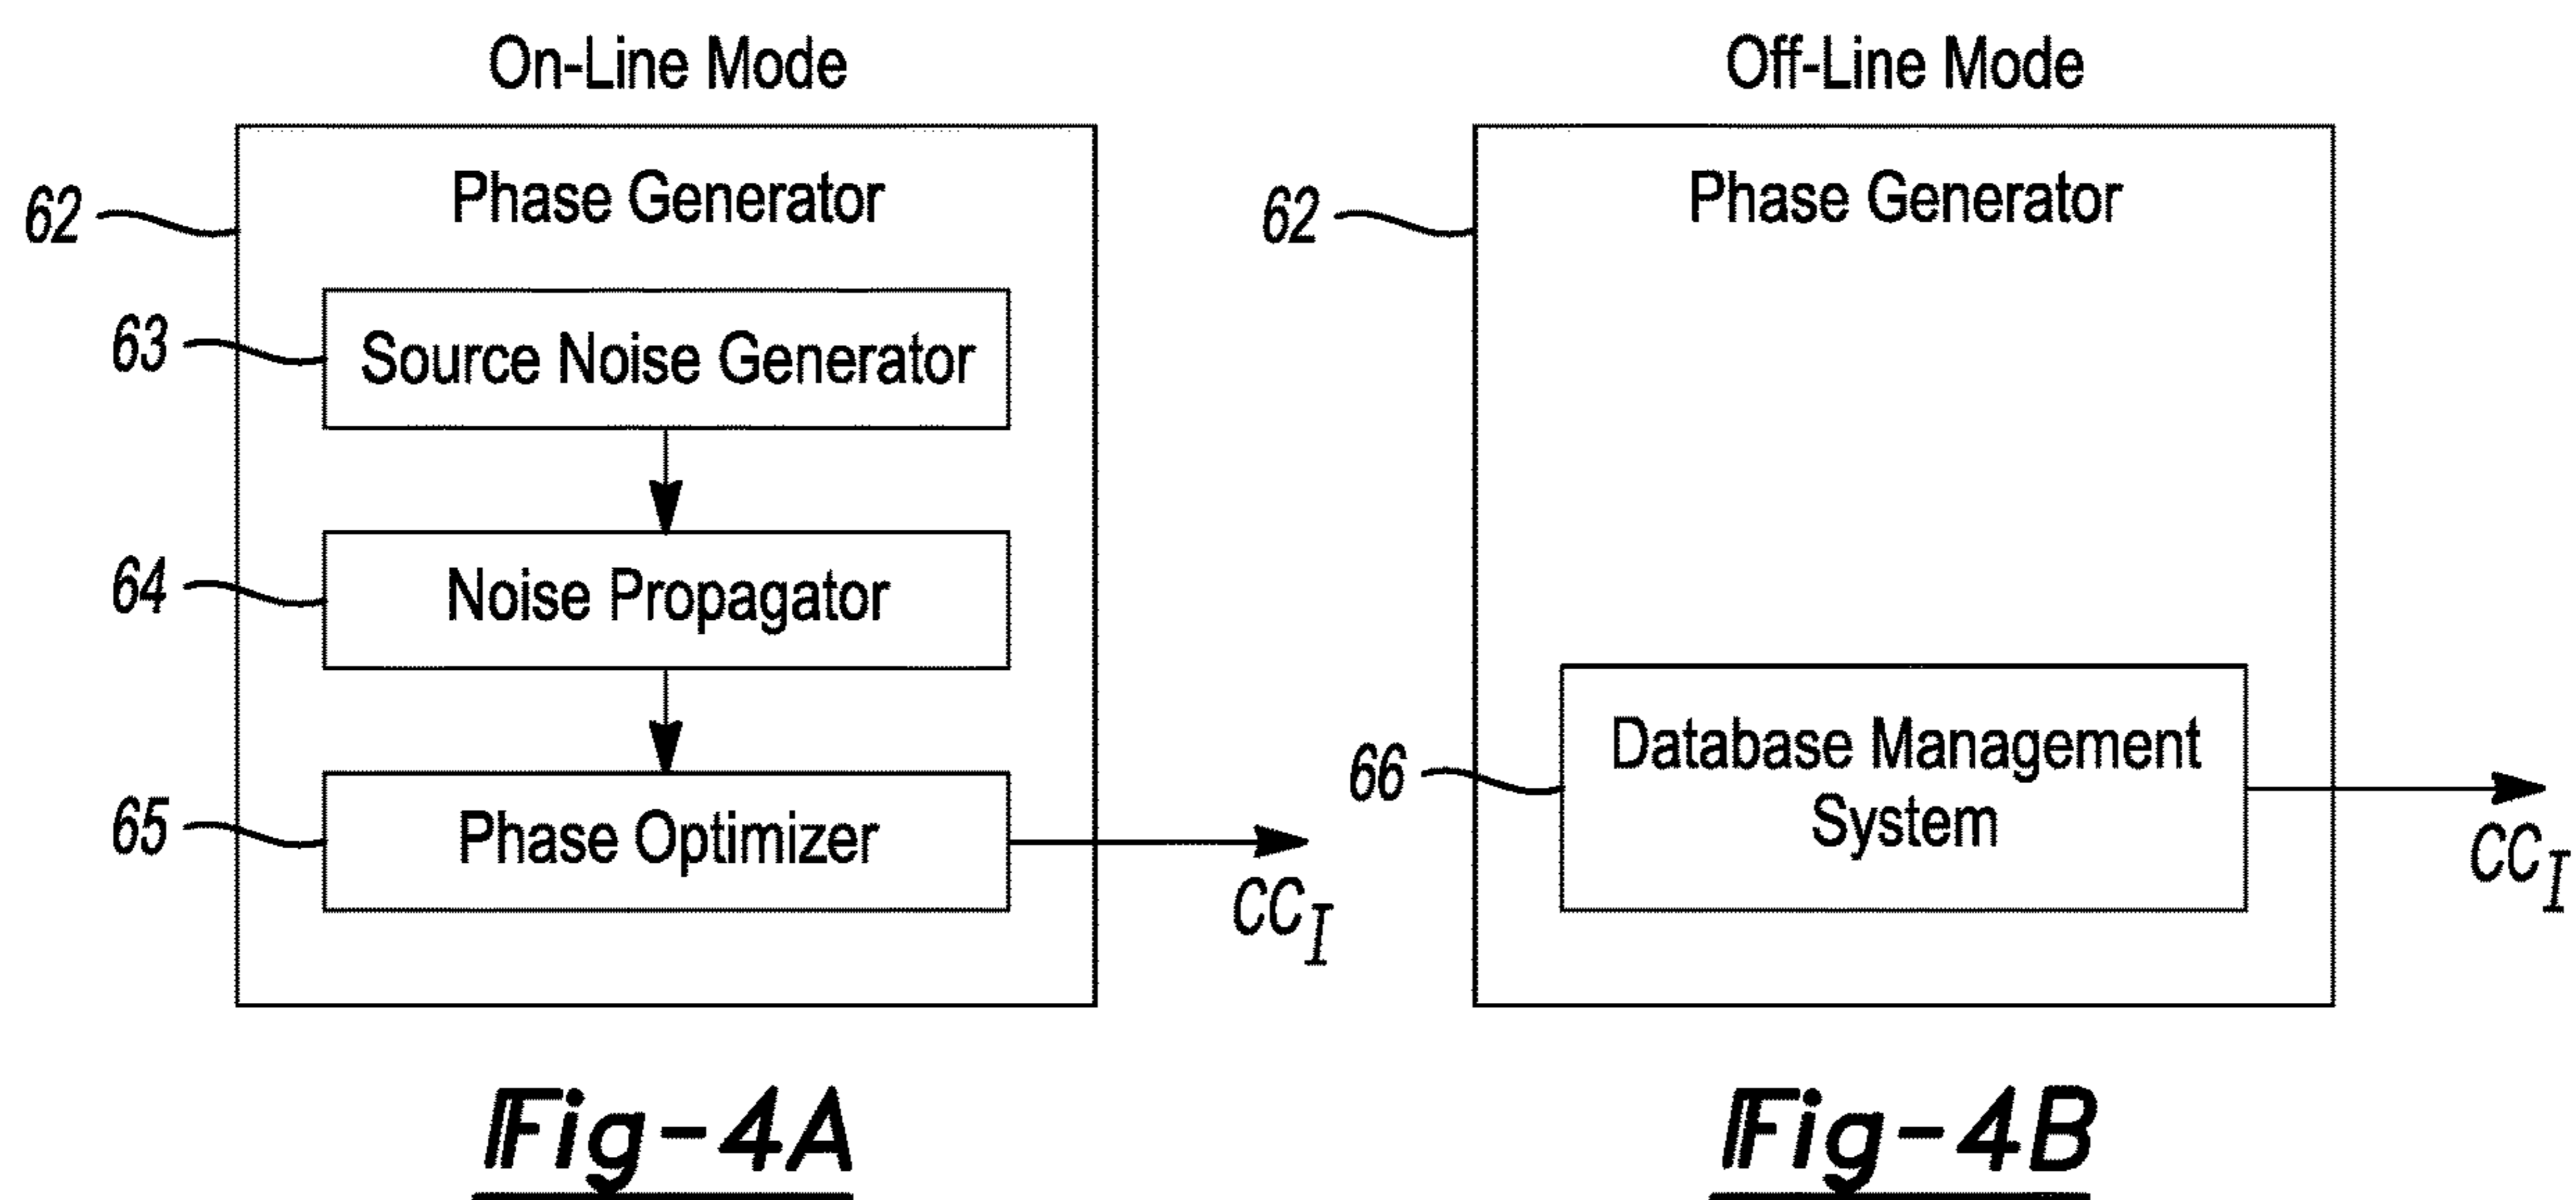 On-Line Mode
62
Phase Generator
63
Source Noise Generator
64
Noise Propagator
65
Phase Optimizer
CC_I
Fig-4A
Off-Line Mode
62
Phase Generator
66
Database Management
System
CC_I
Fig-4B